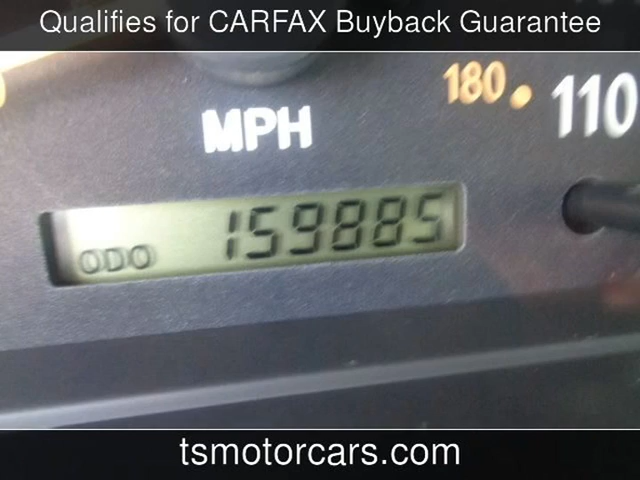 Qualifies for CARFAX Buyback Guarantee
180
110
MPH
ODO 159885
tsmotorcars.com